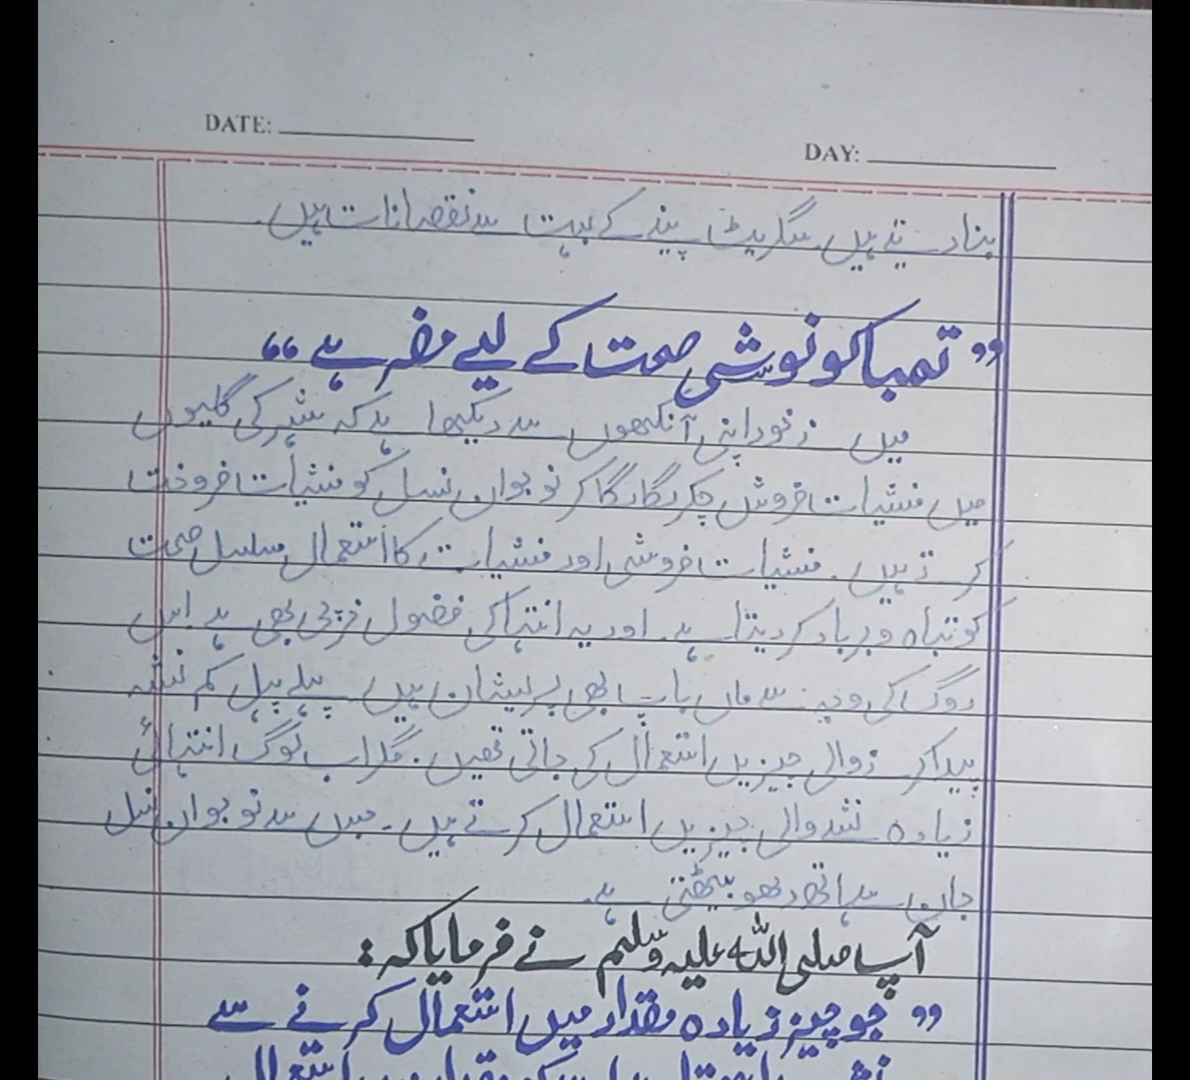 DATE:
DAY:
بنا دیتے ہیں سگریٹ پینے کے بہت سے نقصانات ہیں۔
”تمباکو نوشی صحت کے لیے مضر ہے“
میں نے خود اپنی آنکھوں سے دیکھا ہے کہ شہر کی گلیوں
میں منشیات فروش چکر لگا لگا کر نوجوان نسل کو منشیات فروخت
کرتے ہیں۔ منشیات فروشی اور منشیات کا استعمال مسلسل صحت
کو تباہ و برباد کر دیتا ہے۔ اور یہ انتہا کی فضول خرچی بھی ہے۔ اس
روگ کی وجہ سے ماں باپ بھی پریشان ہیں۔ پہلے پہل کم نشہ
پیدا کرنے والی چیزیں استعمال کی جاتی تھیں۔ مگر اب لوگ انتہائی
زیادہ نشہ والی چیزیں استعمال کرتے ہیں۔ جس سے نوجوان نسل
جان سے ہاتھ دھو بیٹھتی ہے۔
آپ صلی اللہ علیہ وسلم نے فرمایا کہ:
”جو چیز زیادہ مقدار میں استعمال کرنے سے